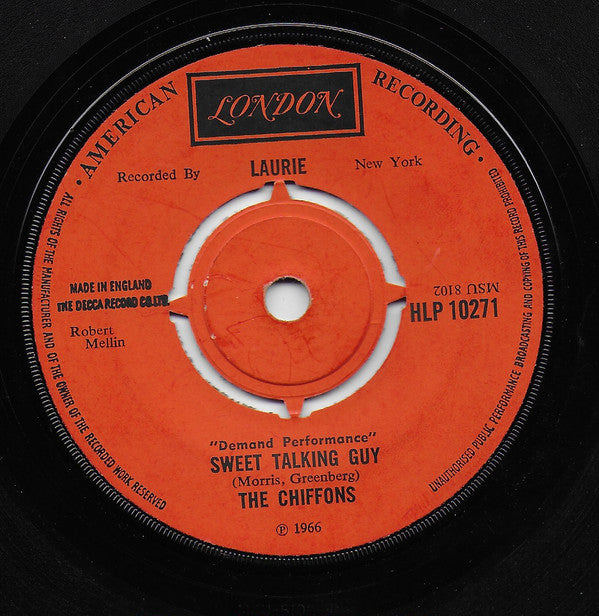 · AMERICAN RECORDING ·
LONDON
Recorded By LAURIE New York
MADE IN ENGLAND
THE DECCA RECORD CO.LTD.
Robert
Mellin
MSU 8102
HLP 10271
"Demand Performance"
SWEET TALKING GUY
(Morris, Greenberg)
THE CHIFFONS
℗ 1966
ALL RIGHTS OF THE MANUFACTURER AND OF THE OWNER OF THE RECORDED WORK RESERVED
UNAUTHORISED PUBLIC PERFORMANCE BROADCASTING AND COPYING OF THIS RECORD PROHIBITED